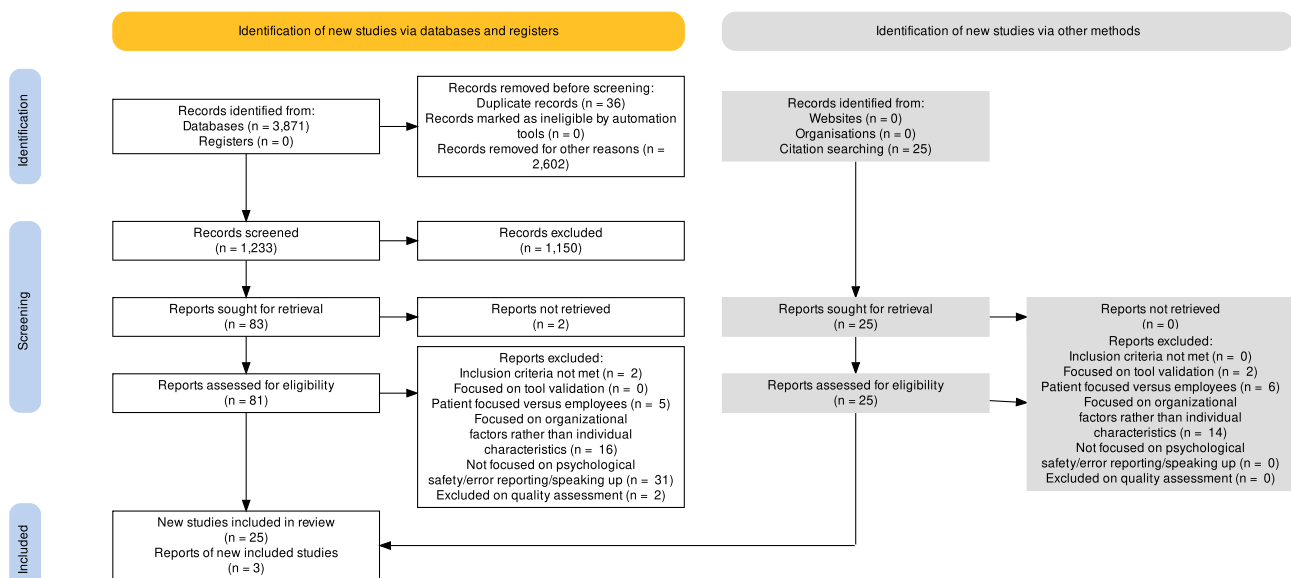 Identification of new studies via databases and registers
Identification of new studies via other methods
Identification
Records identified from:
Databases (n = 3,871)
Registers (n = 0)
Records removed before screening:
Duplicate records (n = 36)
Records marked as ineligible by automation
tools (n = 0)
Records removed for other reasons (n =
2,602)
Records identified from:
Websites (n = 0)
Organisations (n = 0)
Citation searching (n = 25)
Screening
Records screened
(n = 1,233)
Records excluded
(n = 1,150)
Reports sought for retrieval
(n = 83)
Reports not retrieved
(n = 2)
Reports sought for retrieval
(n = 25)
Reports not retrieved
(n = 0)
Reports assessed for eligibility
(n = 81)
Reports excluded:
Inclusion criteria not met (n = 2)
Focused on tool validation (n = 0)
Patient focused versus employees (n = 5)
Focused on organizational
factors rather than individual
characteristics (n = 16)
Not focused on psychological
safety/error reporting/speaking up (n = 31)
Excluded on quality assessment (n = 2)
Reports assessed for eligibility
(n = 25)
Reports excluded:
Inclusion criteria not met (n = 0)
Focused on tool validation (n = 2)
Patient focused versus employees (n = 6)
Focused on organizational
factors rather than individual
characteristics (n = 14)
Not focused on psychological
safety/error reporting/speaking up (n = 0)
Excluded on quality assessment (n = 0)
Included
New studies included in review
(n = 25)
Reports of new included studies
(n = 3)